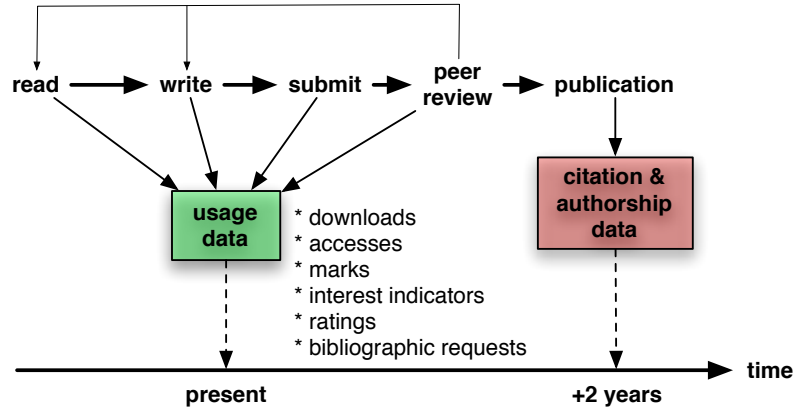 read
write
submit
peer
review
publication
usage
data
* downloads
* accesses
* marks
* interest indicators
* ratings
* bibliographic requests
citation &
authorship
data
time
present
+2 years